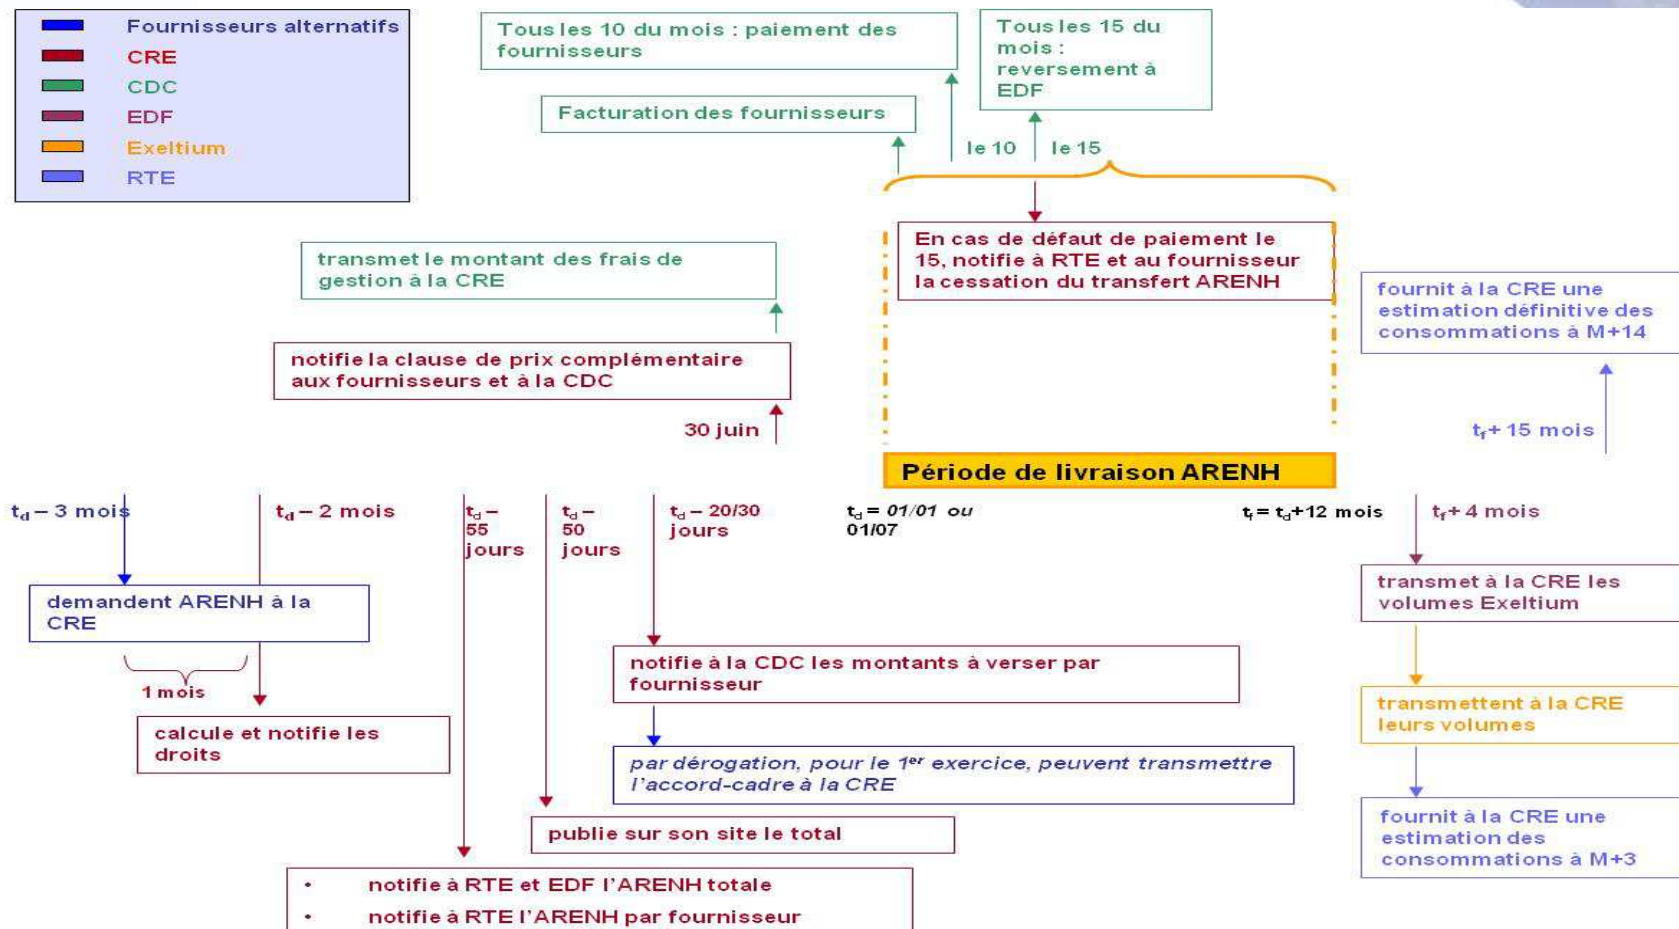 Fournisseurs alternatifs
CRE
CDC
EDF
Exeltium
RTE
Tous les 10 du mois : paiement des
fournisseurs
Tous les 15 du
mois :
reversement à
EDF
Facturation des fournisseurs
le 10
le 15
En cas de défaut de paiement le
15, notifie à RTE et au fournisseur
la cessation du transfert ARENH
transmet le montant des frais de
gestion à la CRE
fournit à la CRE une
estimation définitive des
consommations à M+14
notifie la clause de prix complémentaire
aux fournisseurs et à la CDC
30 juin
tf+ 15 mois
Période de livraison ARENH
td – 3 mois
td – 2 mois
td –
55
jours
td –
50
jours
td – 20/30
jours
td = 01/01 ou
01/07
tf = td+12 mois
tf+ 4 mois
demandent ARENH à la
CRE
transmet à la CRE les
volumes Exeltium
1 mois
notifie à la CDC les montants à verser par
fournisseur
transmettent à la CRE
leurs volumes
calcule et notifie les
droits
par dérogation, pour le 1er exercice, peuvent transmettre
l'accord-cadre à la CRE
publie sur son site le total
fournit à la CRE une
estimation des
consommations à M+3
• notifie à RTE et EDF l'ARENH totale
• notifie à RTE l'ARENH par fournisseur